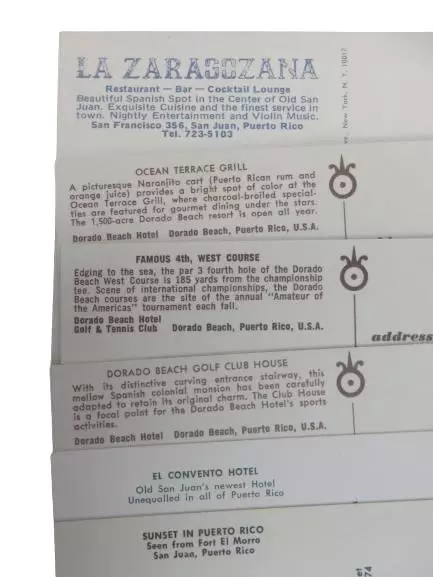 LA ZARAGOZANA
Restaurant — Bar — Cocktail Lounge
Beautiful Spanish Spot in the Center of Old San
Juan. Exquisite Cuisine and the finest service in
town. Nightly Entertainment and Violin Music.
San Francisco 356, San Juan, Puerto Rico
Tel. 723-5103
New York, N. Y. 10017
OCEAN TERRACE GRILL
A picturesque Naranjito cart (Puerto Rican rum and
orange juice) provides a bright spot of color at the
Ocean Terrace Grill, where charcoal-broiled special-
ties are featured for gourmet dining under the stars.
The 1,500-acre Dorado Beach resort is open all year.
Dorado Beach Hotel Dorado Beach, Puerto Rico, U.S.A.
FAMOUS 4th, WEST COURSE
Edging to the sea, the par 3 fourth hole of the Dorado
Beach West Course is 185 yards from the championship
tee. Scene of international championships, the Dorado
Beach courses are the site of the annual "Amateur of
the Americas" tournament each fall.
Dorado Beach Hotel
Golf & Tennis Club Dorado Beach, Puerto Rico, U.S.A.
address
DORADO BEACH GOLF CLUB HOUSE
With its distinctive carving entrance stairway, this
mellow Spanish colonial mansion has been carefully
adapted to retain its original charm. The Club House
is a focal point for the Dorado Beach Hotel's sports
activities.
Dorado Beach Hotel Dorado Beach, Puerto Rico, U.S.A.
EL CONVENTO HOTEL
Old San Juan's newest Hotel
Unequalled in all of Puerto Rico
SUNSET IN PUERTO RICO
Seen from Fort El Morro
San Juan, Puerto Rico
et
74